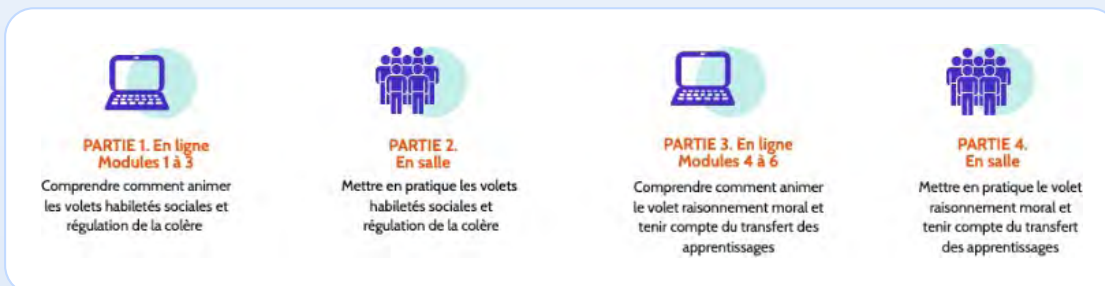 PARTIE 1. En ligne
Modules 1 à 3
Comprendre comment animer
les volets habiletés sociales et
régulation de la colère
PARTIE 2.
En salle
Mettre en pratique les volets
habiletés sociales et
régulation de la colère
PARTIE 3. En ligne
Modules 4 à 6
Comprendre comment animer
le volet raisonnement moral et
tenir compte du transfert des
apprentissages
PARTIE 4.
En salle
Mettre en pratique le volet
raisonnement moral et
tenir compte du transfert
des apprentissages